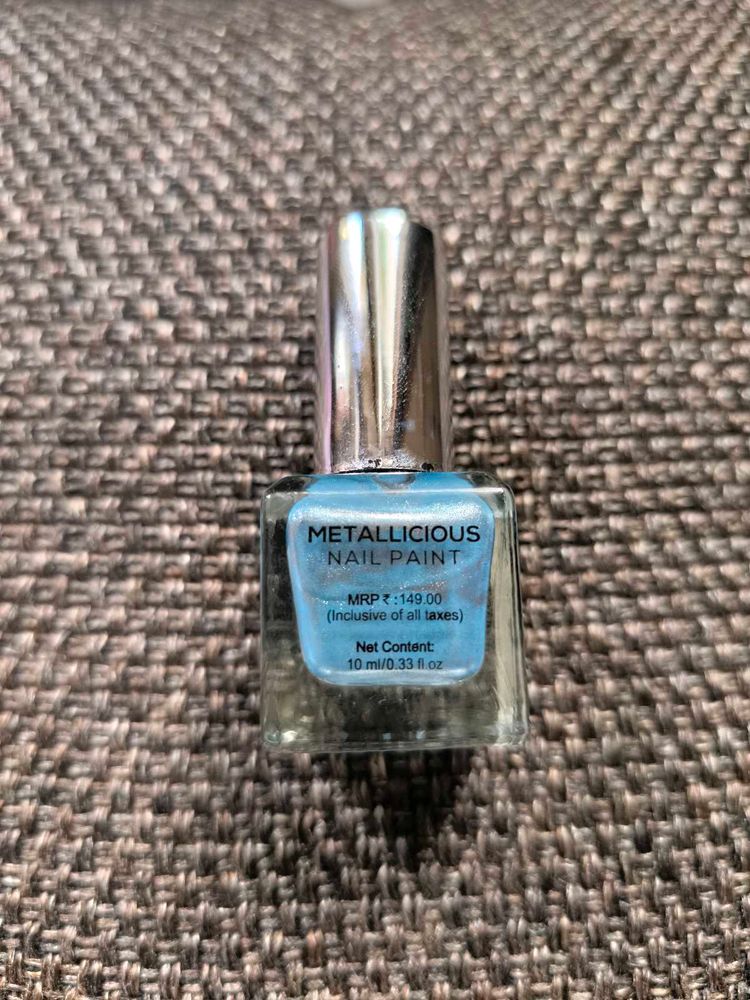 METALLICIOUS
NAIL PAINT
MRP ₹ :149.00
(Inclusive of all taxes)
Net Content:
10 ml/0.33 fl.oz